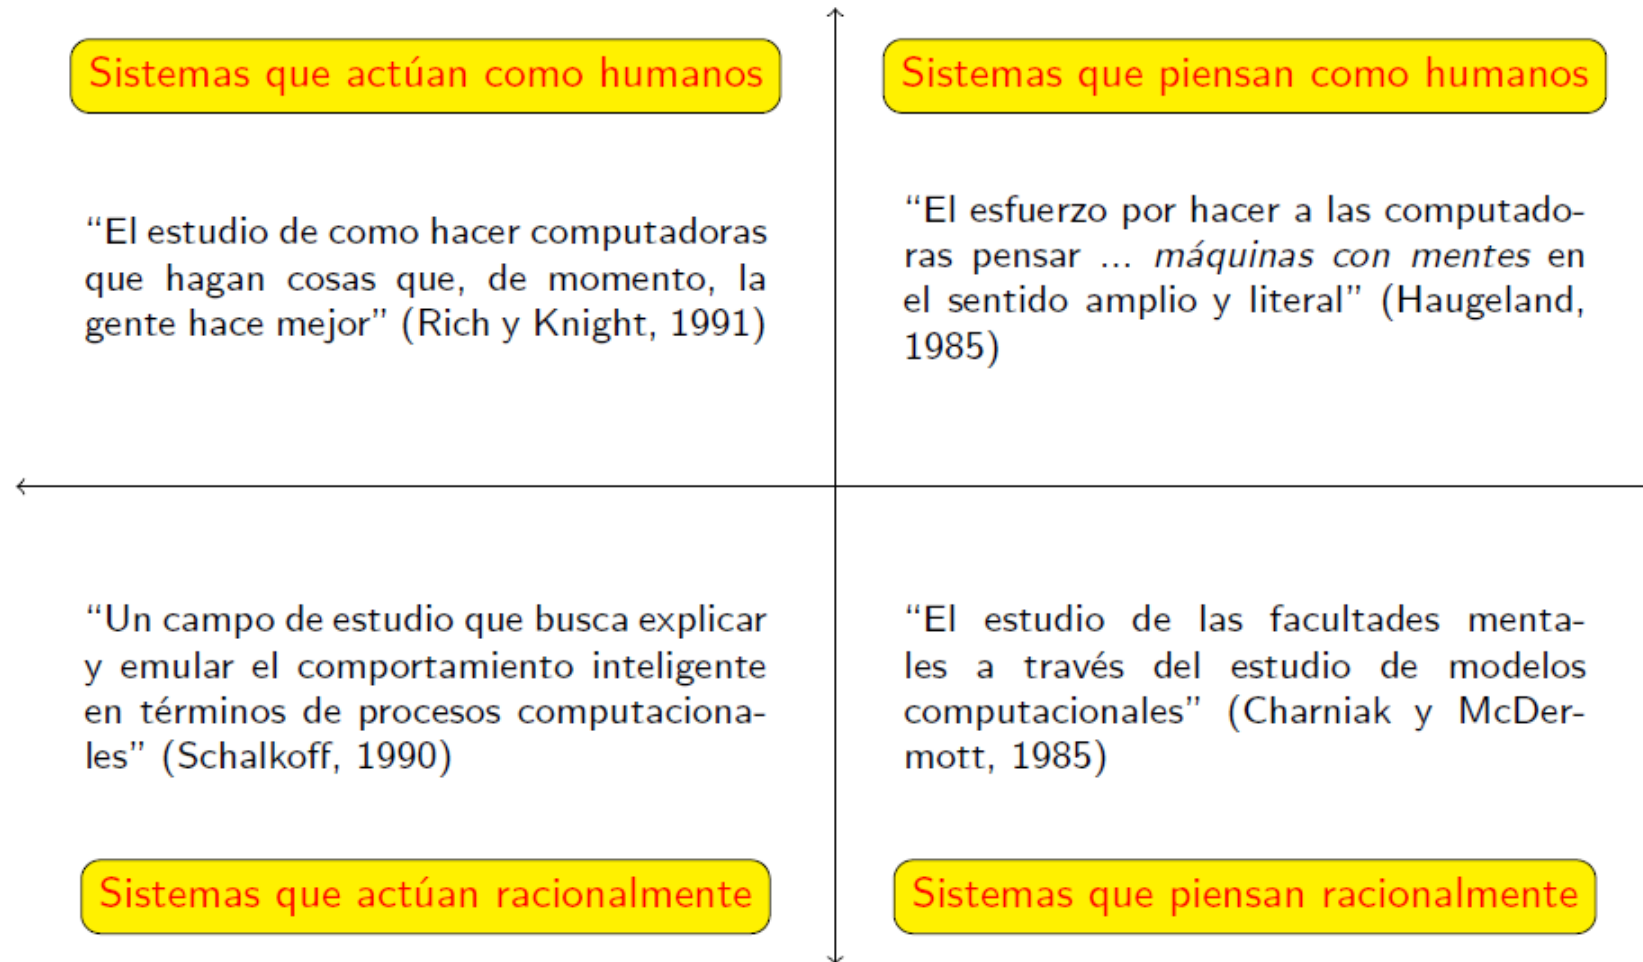 Sistemas que actúan como humanos
Sistemas que piensan como humanos
“El estudio de como hacer computadoras
que hagan cosas que, de momento, la
gente hace mejor” (Rich y Knight, 1991)
“El esfuerzo por hacer a las computado-
ras pensar ... máquinas con mentes en
el sentido amplio y literal” (Haugeland,
1985)
“Un campo de estudio que busca explicar
y emular el comportamiento inteligente
en términos de procesos computaciona-
les” (Schalkoff, 1990)
“El estudio de las facultades menta-
les a través del estudio de modelos
computacionales” (Charniak y McDer-
mott, 1985)
Sistemas que actúan racionalmente
Sistemas que piensan racionalmente